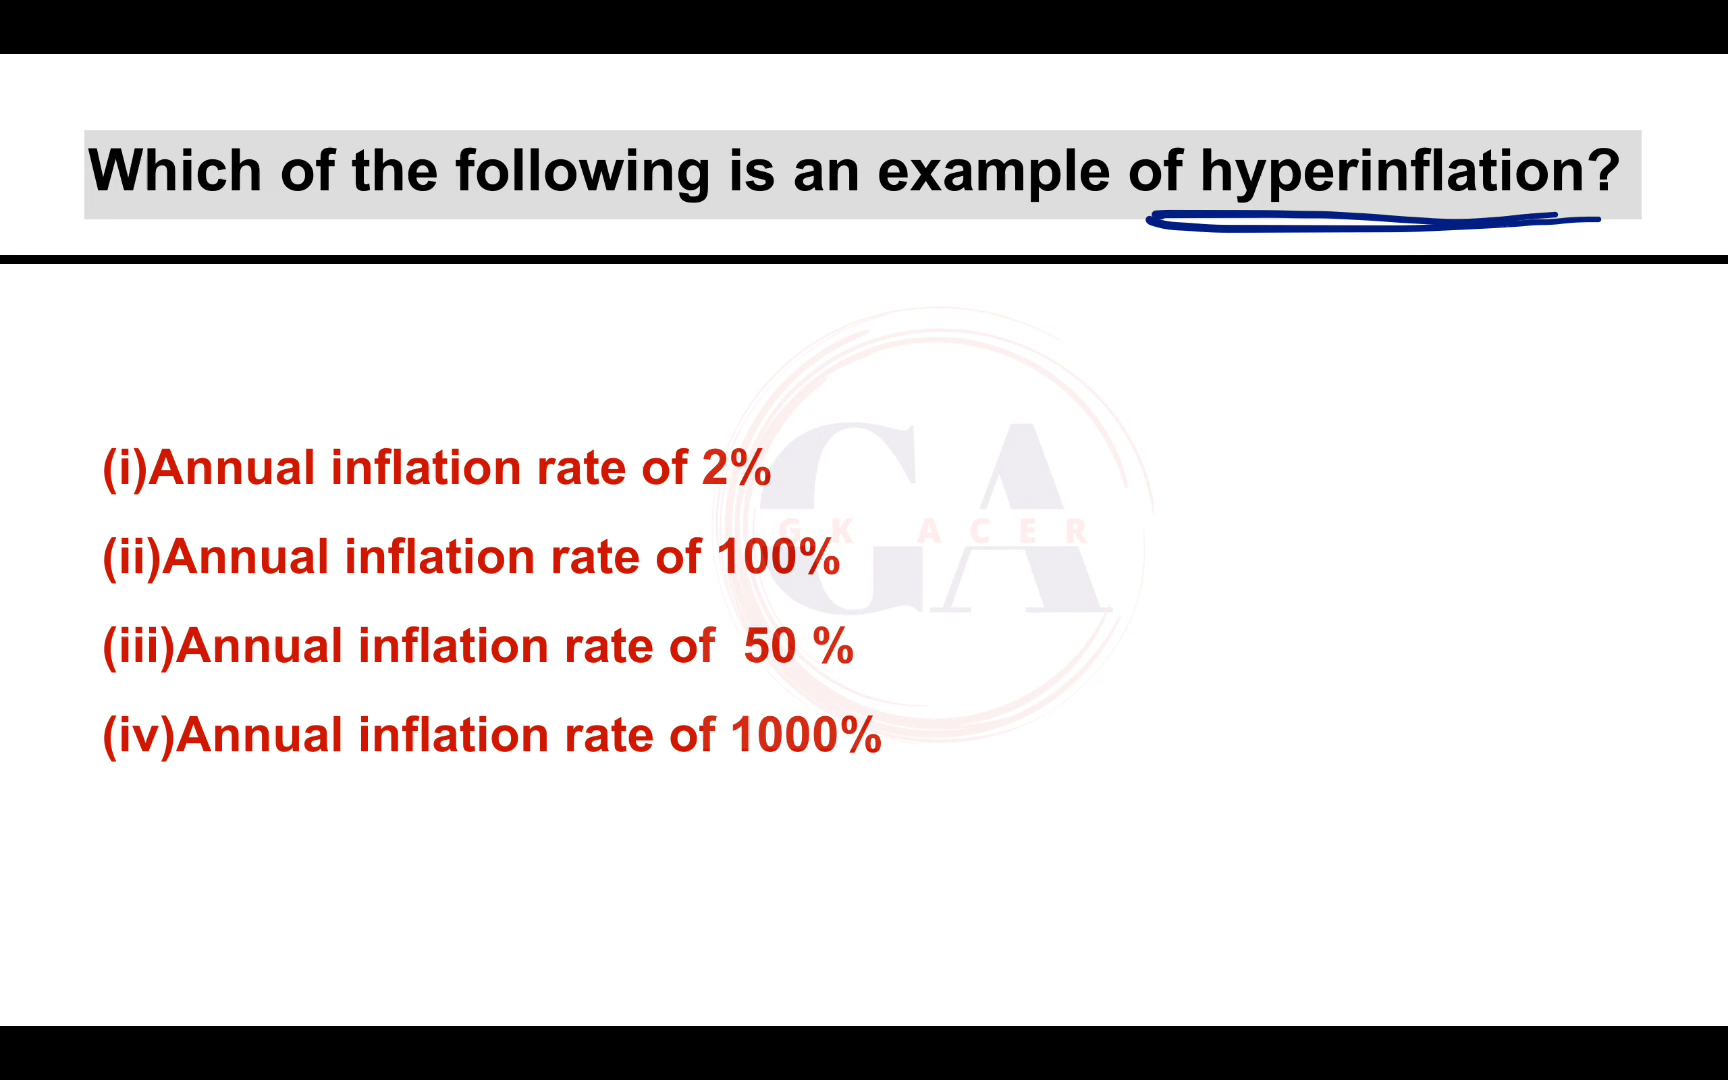 Which of the following is an example of hyperinflation?
(i)Annual inflation rate of 2%
GA
GK ACER
(ii)Annual inflation rate of 100%
(iii)Annual inflation rate of  50 %
(iv)Annual inflation rate of 1000%